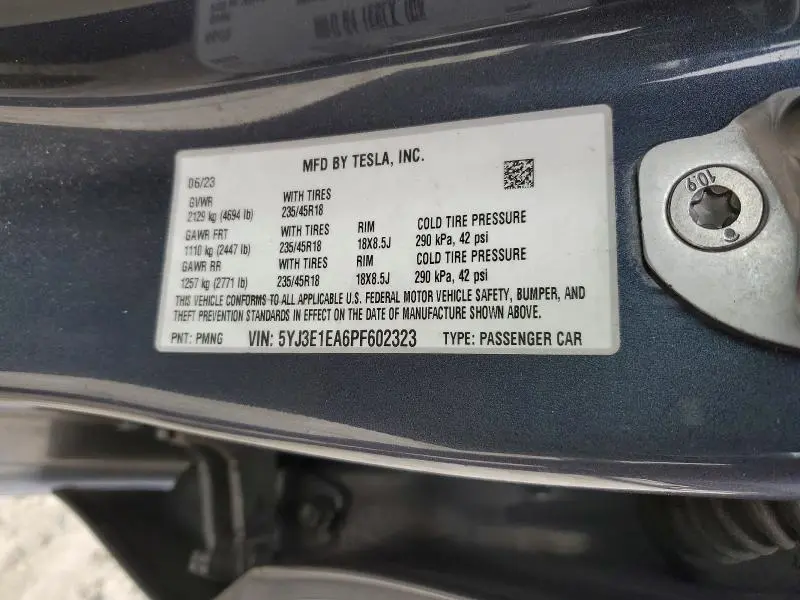 MFD BY TESLA, INC.
06/23
GVWR WITH TIRES
2129 kg (4694 lb) 235/45R18
GAWR FRT WITH TIRES RIM COLD TIRE PRESSURE
1110 kg (2447 lb) 235/45R18 18X8.5J 290 kPa, 42 psi
GAWR RR WITH TIRES RIM COLD TIRE PRESSURE
1257 kg (2771 lb) 235/45R18 18X8.5J 290 kPa, 42 psi
THIS VEHICLE CONFORMS TO ALL APPLICABLE U.S. FEDERAL MOTOR VEHICLE SAFETY, BUMPER, AND
THEFT PREVENTION STANDARDS IN EFFECT ON THE DATE OF MANUFACTURE SHOWN ABOVE.
PNT: PMNG VIN: 5YJ3E1EA6PF602323 TYPE: PASSENGER CAR
10.9